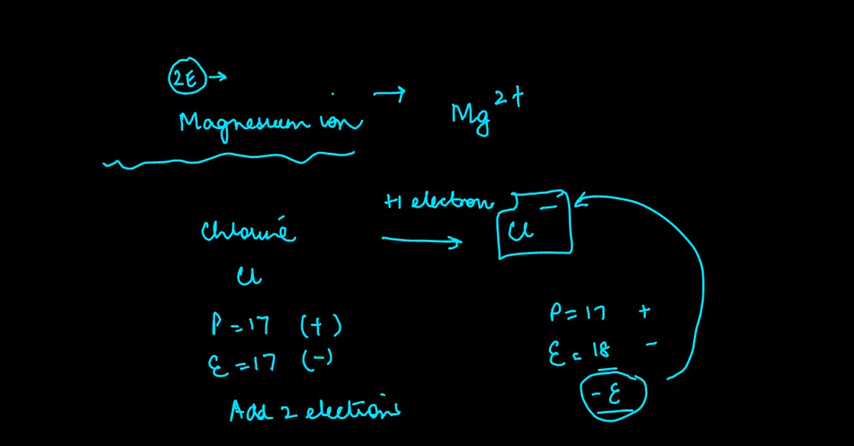 2E →
Magnesium ion → Mg²⁺
Chlorine
+1 electron
→
Cl⁻
Cl
P = 17 (+)
E = 17 (-)
Add 2 electrons
P = 17 +
E = 18 -
- E